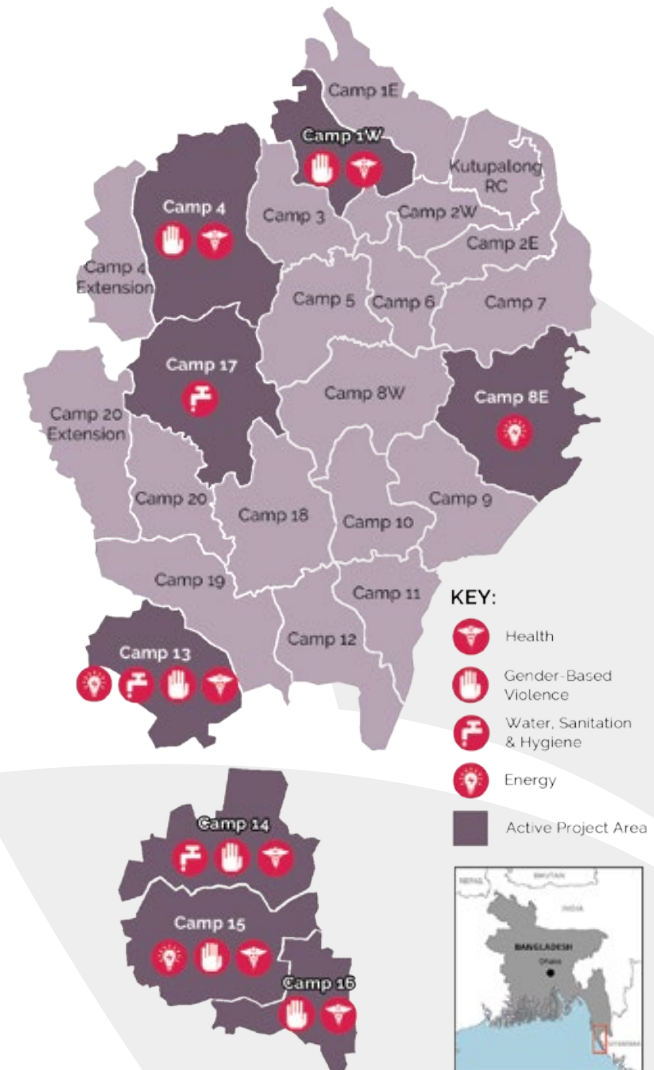 Camp 1E
Camp 1W
Kutupalong
RC
Camp 4
Camp 3
Camp 2W
Camp 2E
Camp 4
Extension
Camp 5
Camp 6
Camp 7
Camp 17
Camp 8W
Camp 8E
Camp 20
Extension
Camp 20
Camp 18
Camp 10
Camp 9
Camp 19
Camp 11
Camp 12
Camp 13
KEY:
Health
Gender-Based
Violence
Water, Sanitation
& Hygiene
Energy
Active Project Area
Camp 14
Camp 15
Camp 16
NEPAL
BHUTAN
INDIA
BANGLADESH
Dhaka